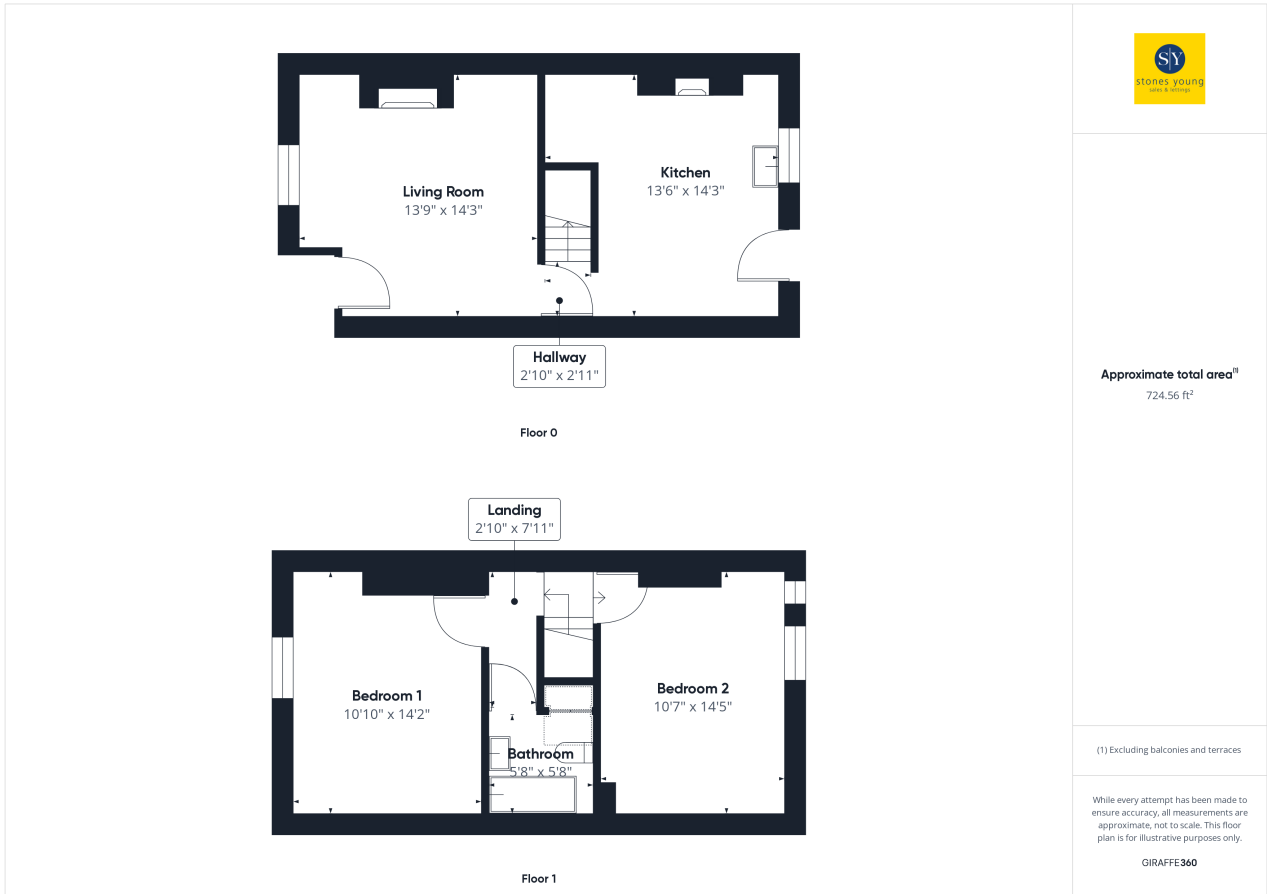 Living Room
13'9" x 14'3"
Kitchen
13'6" x 14'3"
Hallway
2'10" x 2'11"
Floor 0
Landing
2'10" x 7'11"
Bedroom 1
10'10" x 14'2"
Bedroom 2
10'7" x 14'5"
Bathroom
5'8" x 5'8"
Floor 1
S|Y
stones young
sales & lettings
Approximate total area(1)
724.56 ft²
(1) Excluding balconies and terraces
While every attempt has been made to
ensure accuracy, all measurements are
approximate, not to scale. This floor
plan is for illustrative purposes only.
GIRAFFE360